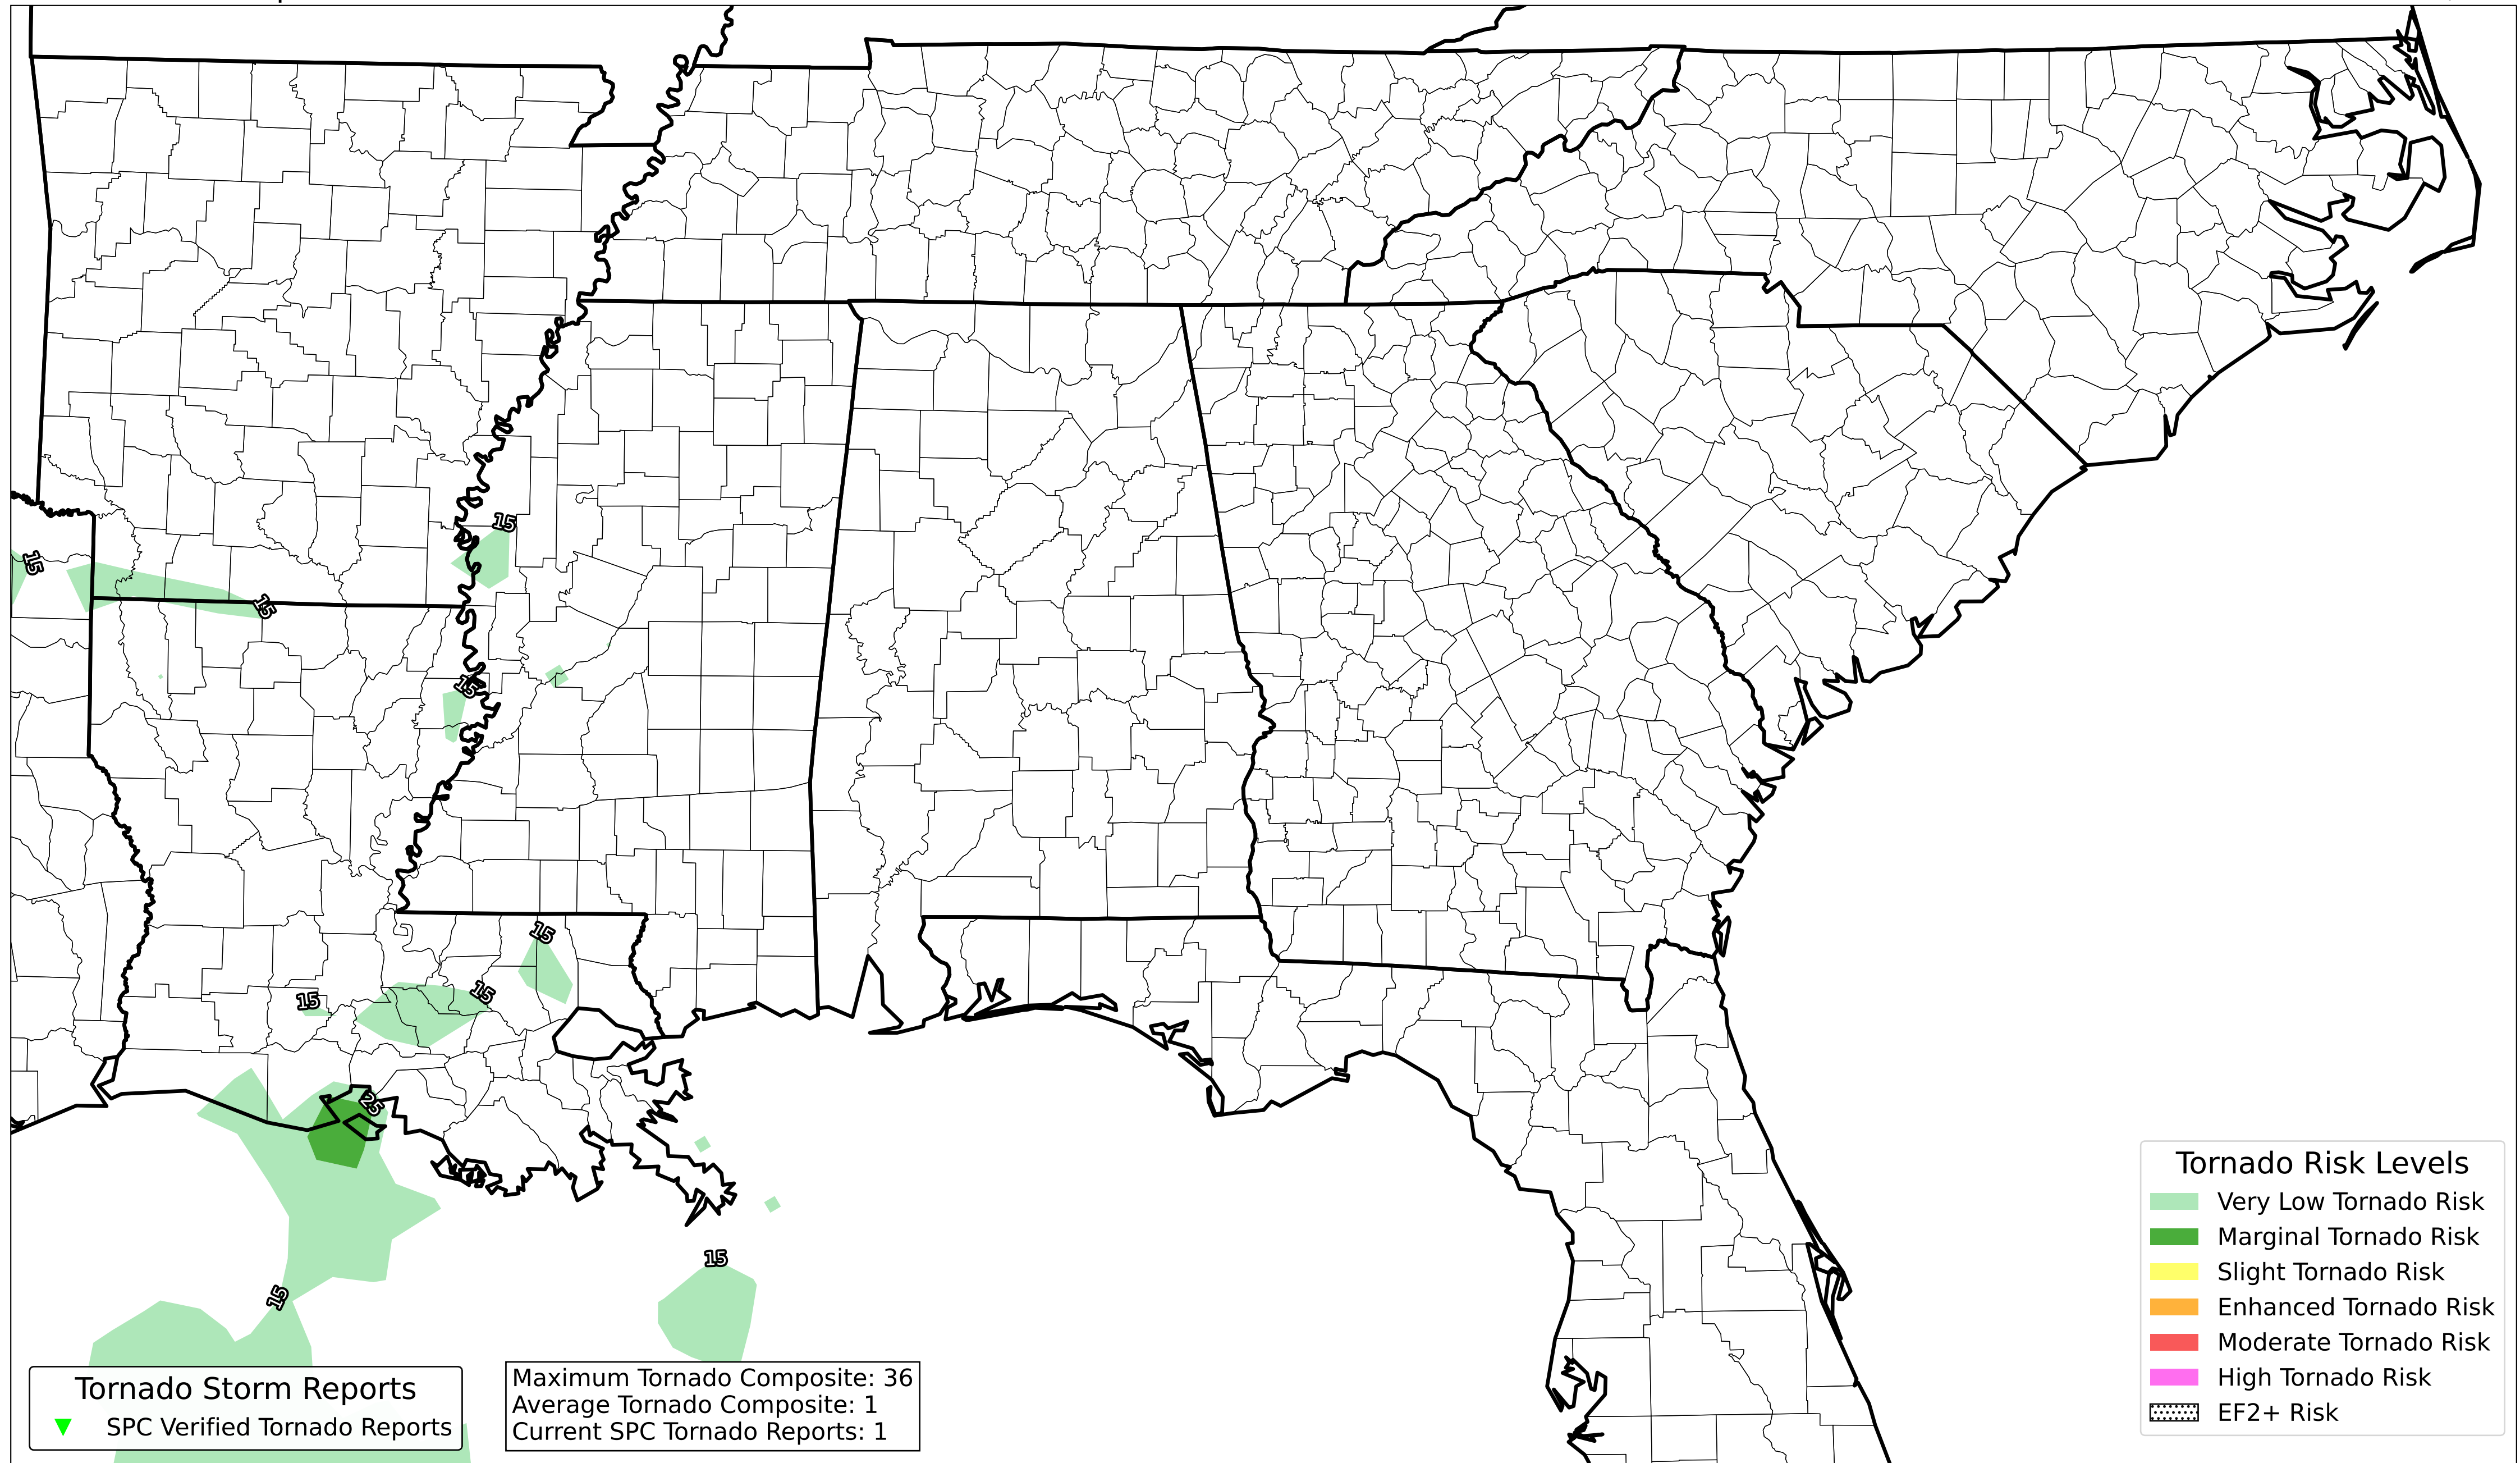 15
15
15
15
15
15
15
25
15
15
Tornado Risk Levels
Very Low Tornado Risk
Marginal Tornado Risk
Slight Tornado Risk
Enhanced Tornado Risk
Moderate Tornado Risk
High Tornado Risk
EF2+ Risk
Tornado Storm Reports
SPC Verified Tornado Reports
Maximum Tornado Composite: 36
Average Tornado Composite: 1
Current SPC Tornado Reports: 1